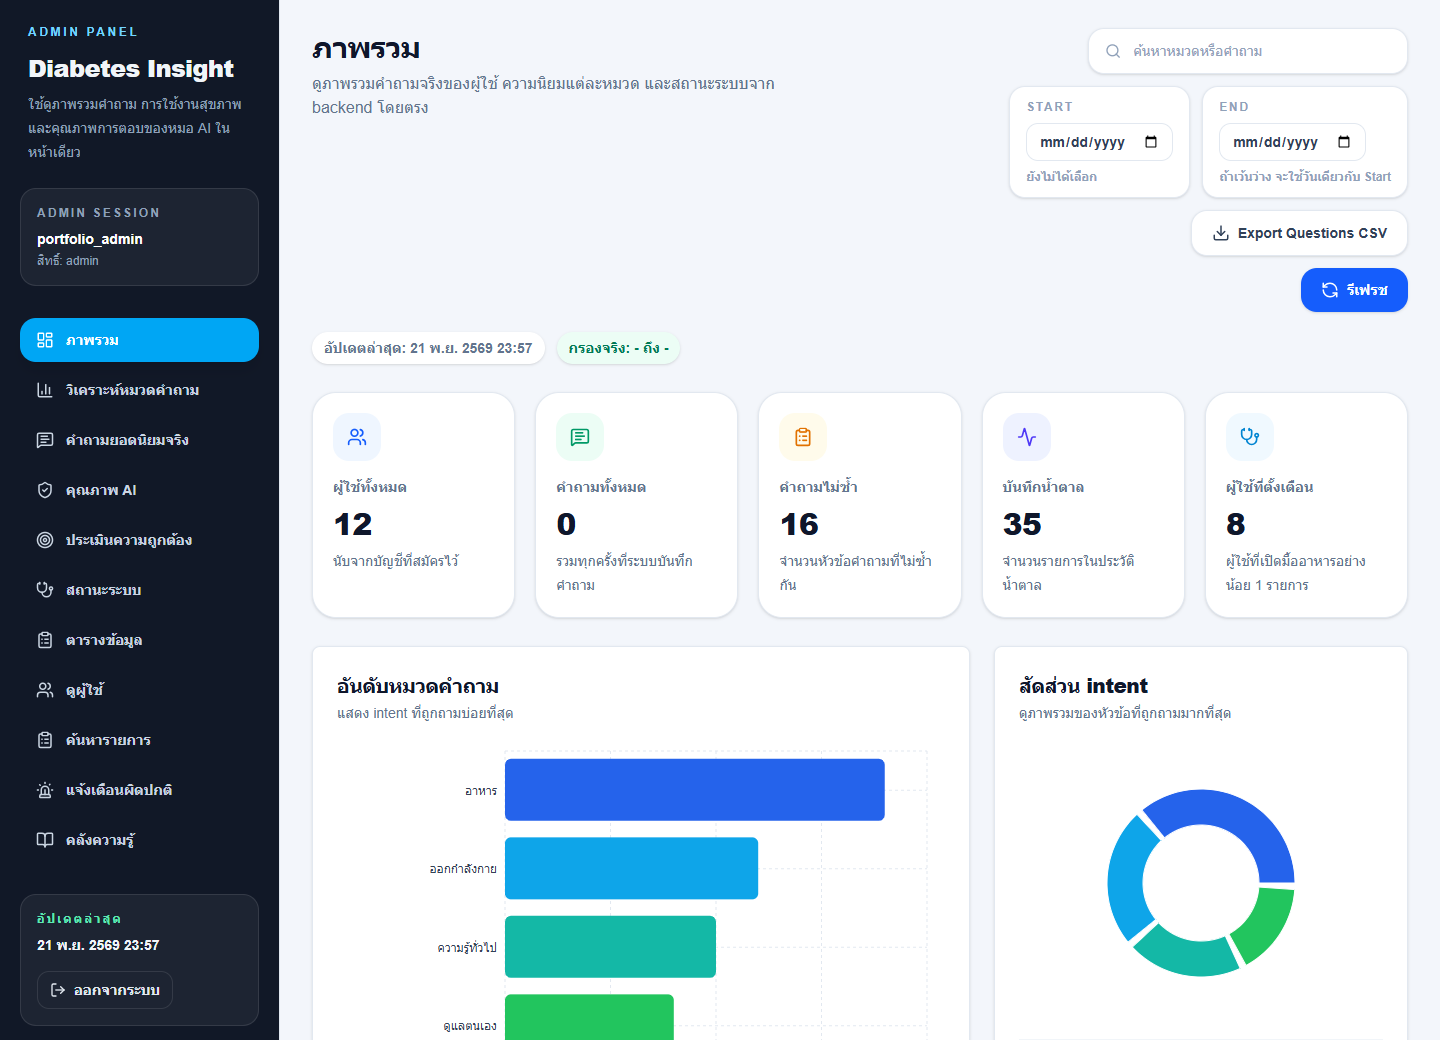 ADMIN PANEL
Diabetes Insight
ใช้ดูภาพรวมคำถาม การใช้งานสุขภาพ
และคุณภาพการตอบของหมอ AI ใน
หน้าเดียว
ADMIN SESSION
portfolio_admin
สิทธิ์: admin
ภาพรวม
วิเคราะห์หมวดคำถาม
คำถามยอดนิยมจริง
คุณภาพ AI
ประเมินความถูกต้อง
สถานะระบบ
ตารางข้อมูล
ดูผู้ใช้
ค้นหารายการ
แจ้งเตือนผิดปกติ
คลังความรู้
อัปเดตล่าสุด
21 พ.ย. 2569 23:57
ออกจากระบบ
ภาพรวม
ดูภาพรวมคำถามจริงของผู้ใช้ ความนิยมแต่ละหมวด และสถานะระบบจาก
backend โดยตรง
ค้นหาหมวดหรือคำถาม
START
mm/dd/yyyy
ยังไม่ได้เลือก
END
mm/dd/yyyy
ถ้าเว้นว่าง จะใช้วันเดียวกับ Start
Export Questions CSV
รีเฟรช
อัปเดตล่าสุด: 21 พ.ย. 2569 23:57
กรองจริง: - ถึง -
ผู้ใช้ทั้งหมด
12
นับจากบัญชีที่สมัครไว้
คำถามทั้งหมด
0
รวมทุกครั้งที่ระบบบันทึก
คำถาม
คำถามไม่ซ้ำ
16
จำนวนหัวข้อคำถามที่ไม่ซ้ำ
กัน
บันทึกน้ำตาล
35
จำนวนรายการในประวัติ
น้ำตาล
ผู้ใช้ที่ตั้งเตือน
8
ผู้ใช้ที่เปิดมื้ออาหารอย่าง
น้อย 1 รายการ
อันดับหมวดคำถาม
แสดง intent ที่ถูกถามบ่อยที่สุด
อาหาร
ออกกำลังกาย
ความรู้ทั่วไป
ดูแลตนเอง
สัดส่วน intent
ดูภาพรวมของหัวข้อที่ถูกถามมากที่สุด